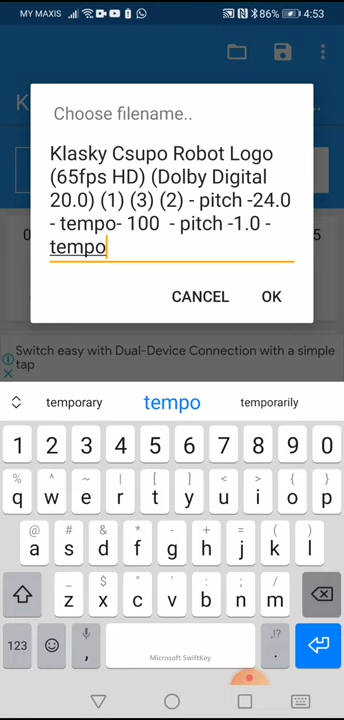 MY MAXIS 86% 4:53
K ..
Choose filename..
Klasky Csupo Robot Logo
(65fps HD) (Dolby Digital
20.0) (1) (3) (2) - pitch -24.0
- tempo- 100 - pitch -1.0 -
tempo
CANCEL OK
0 5
Switch easy with Dual-Device Connection with a simple
tap
temporary tempo temporarily
1 2 3 4 5 6 7 8 9 0
% ^ ~ | [ ] < > { }
q w e r t y u i o p
@ # & * - + = ( )
a s d f g h j k l
_ $ " ' : ; /
z x c v b n m
123 , Microsoft SwiftKey ,!? .